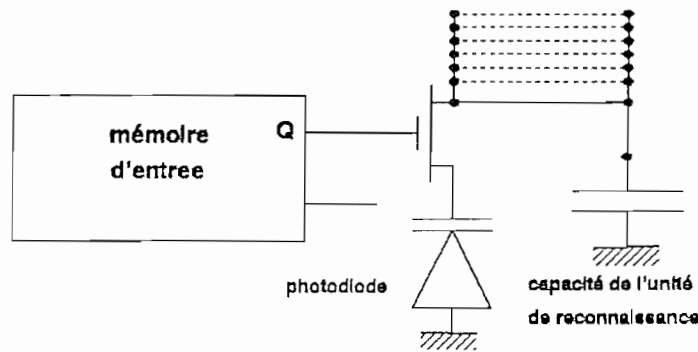 mémoire
Q
d'entree
photodiode
capacité de l'unité
de reconnaissance